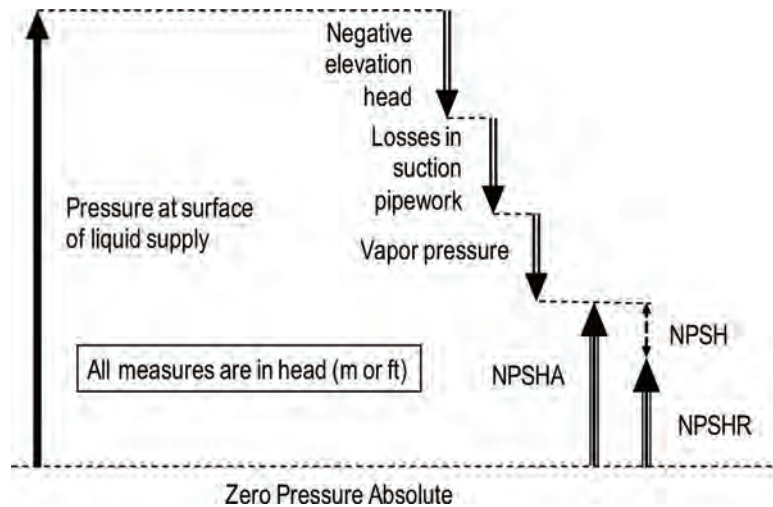 Negative
elevation
head
Losses in
suction
pipework
Pressure at surface
of liquid supply
Vapor pressure
All measures are in head (m or ft)
NPSHA
NPSH
NPSHR
Zero Pressure Absolute